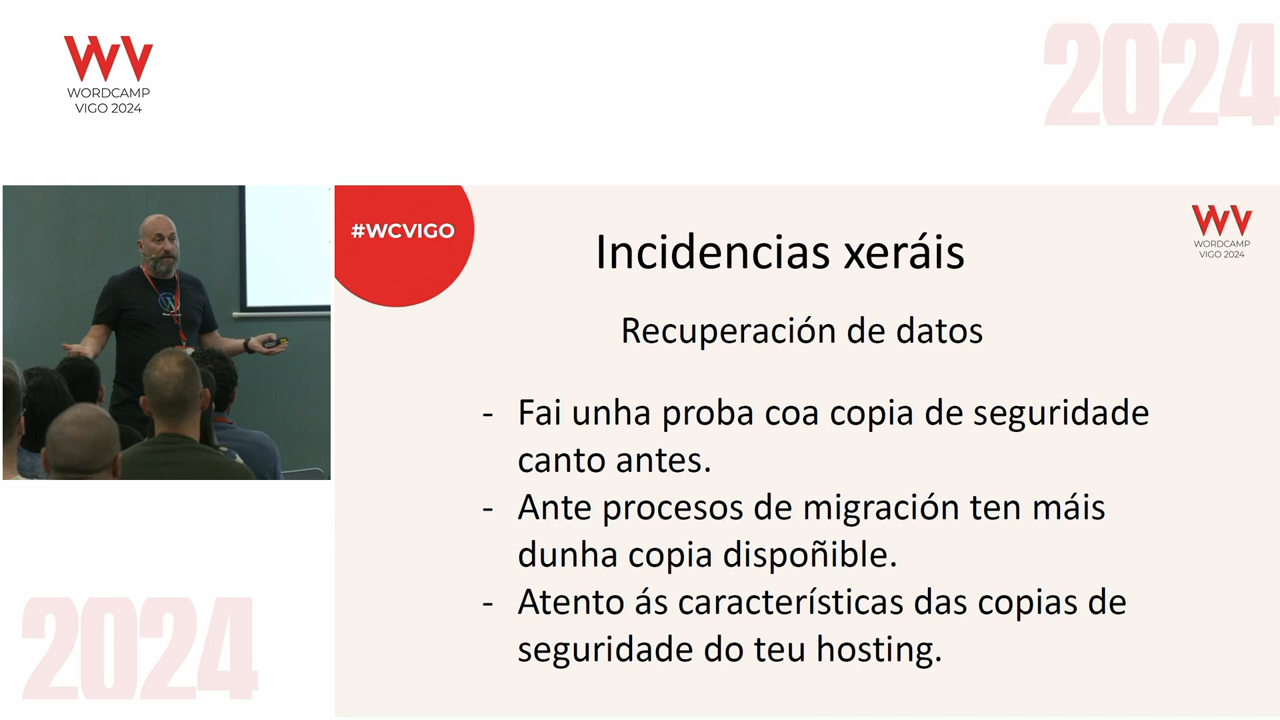 WORDCAMP
VIGO 2024
2024
#WCVIGO
WORDCAMP
VIGO 2024
Incidencias xeráis
Recuperación de datos
- Fai unha proba coa copia de seguridade
canto antes.
- Ante procesos de migración ten máis
dunha copia dispoñible.
- Atento ás características das copias de
seguridade do teu hosting.
2024